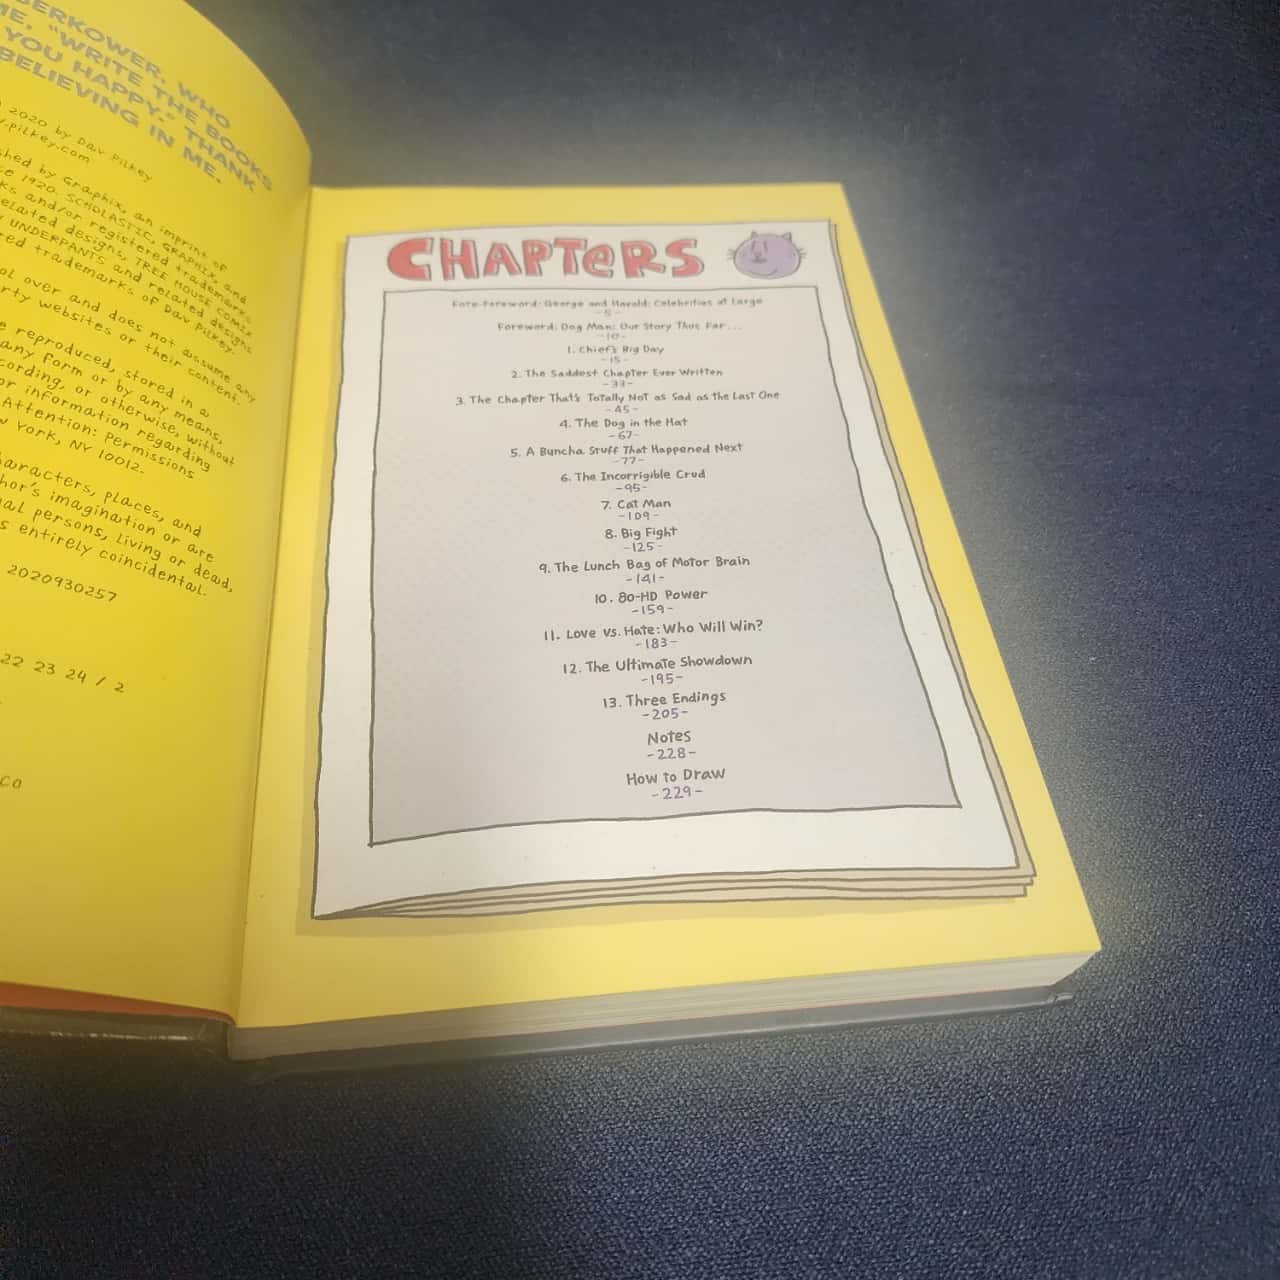 BERKOWER, WHO
ME, "WRITE THE BOOKS
YOU HAPPY." THANK
BELIEVING IN ME.
2020 by Dav Pilkey
pilkey.com
shed by Graphix, an imprint of
1920. SCHOLASTIC, GRAPHIX, and
and/or registered trademarks
related designs, TREE HOUSE COMIX
UNDERPANTS and related designs
red trademarks of Dav Pilkey.
over and does not assume any
party websites or their content.
reproduced, stored in a
any form or by any means,
cording, or otherwise, without
or information regarding
Attention: Permissions
York, NY 10012.
haracters, places, and
hor's imagination or are
persons, living or dead,
s entirely coincidental.
2020930257
22 23 24 / 2
CHAPTERS
Fore-Foreword: George and Harold: Celebrities at Large
-5-
Foreword: Dog Man: Our Story Thus Far...
-10-
1. Chief's Big Day
-15-
2. The Saddest Chapter Ever Written
-33-
3. The Chapter That's Totally Not as Sad as the Last One
-45-
4. The Dog in the Hat
-67-
5. A Buncha Stuff That Happened Next
-77-
6. The Incorrigible Crud
-95-
7. Cat Man
-109-
8. Big Fight
-125-
9. The Lunch Bag of Motor Brain
-141-
10. 80-HD Power
-159-
11. Love vs. Hate: Who Will Win?
-183-
12. The Ultimate Showdown
-195-
13. Three Endings
-205-
Notes
-228-
How to Draw
-229-